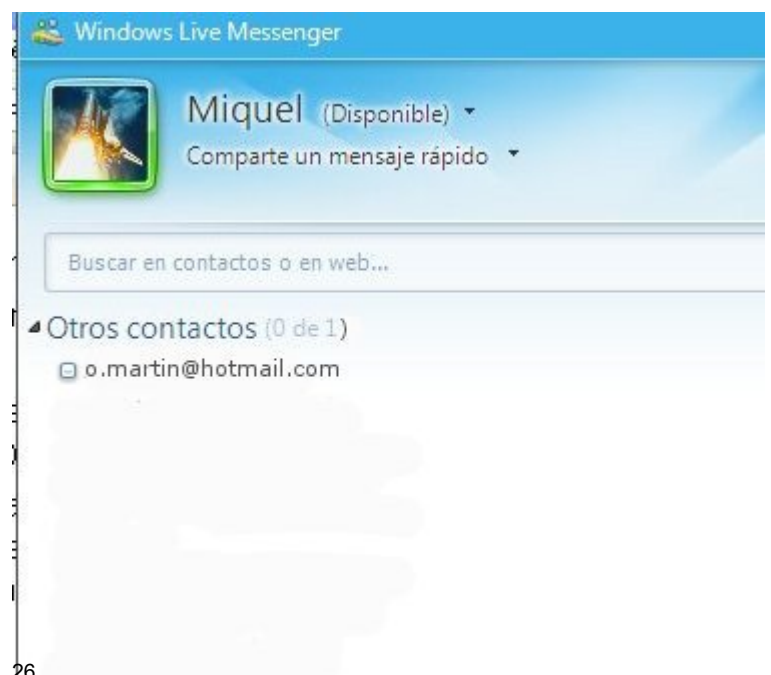 Windows Live Messenger
Miquel (Disponible)
Comparte un mensaje rápido
Buscar en contactos o en web...
Otros contactos (0 de 1)
o.martin@hotmail.com
26